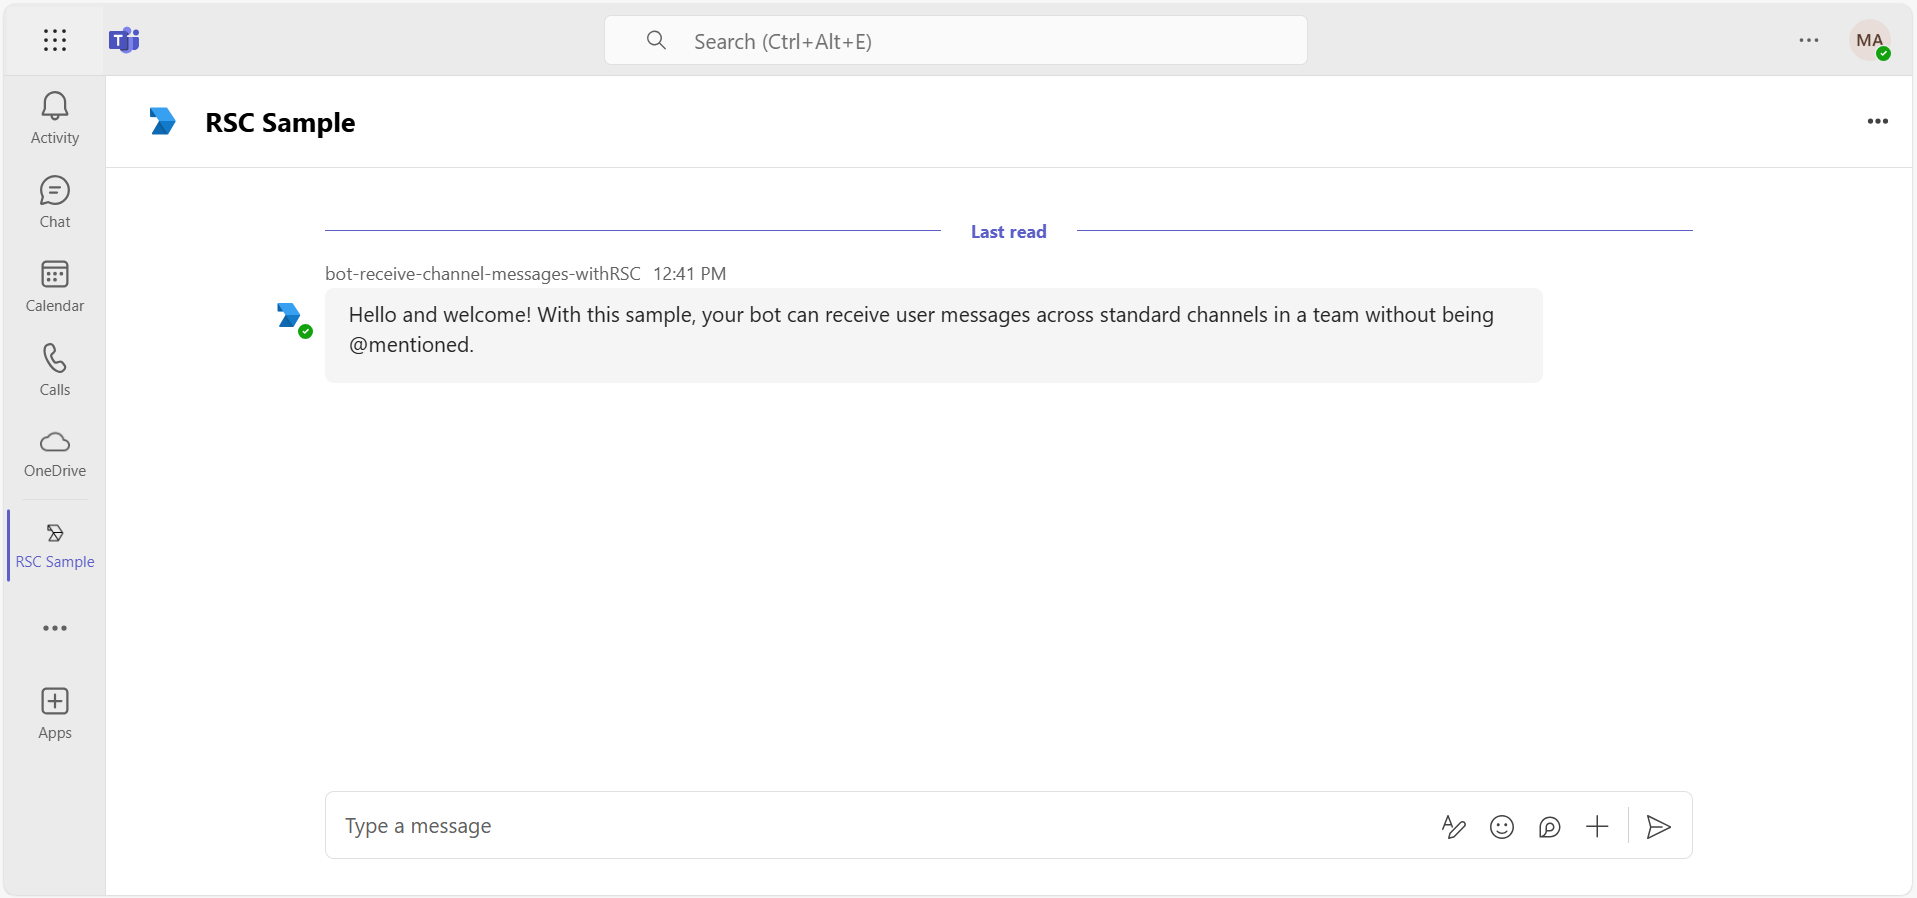 Search (Ctrl+Alt+E)
MA
Activity
Chat
Calendar
Calls
OneDrive
RSC Sample
Apps
RSC Sample
Last read
bot-receive-channel-messages-withRSC 12:41 PM
Hello and welcome! With this sample, your bot can receive user messages across standard channels in a team without being
@mentioned.
Type a message